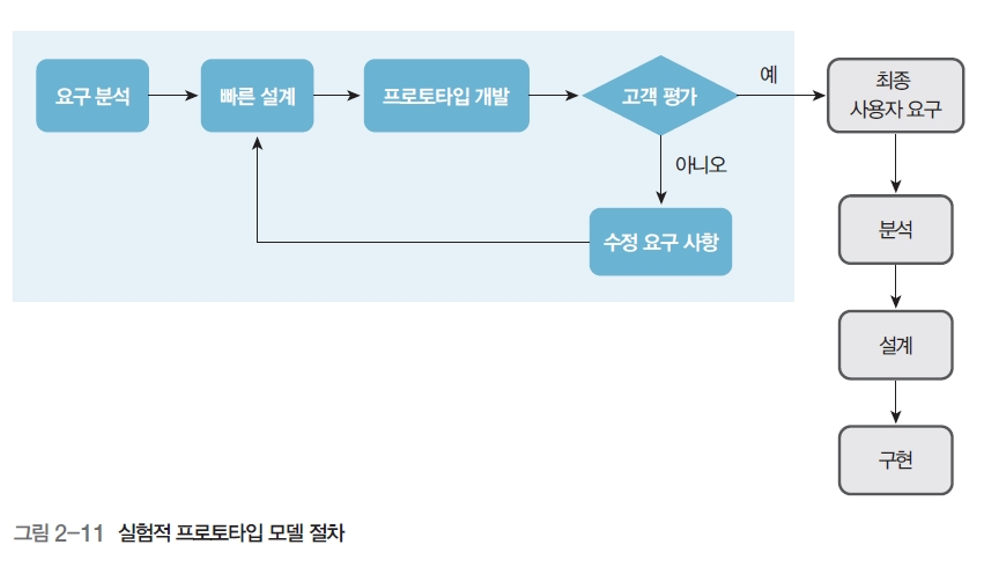 요구 분석
빠른 설계
프로토타입 개발
고객 평가
예
최종
사용자 요구
아니오
수정 요구 사항
분석
설계
구현
그림 2-11 실험적 프로토타입 모델 절차